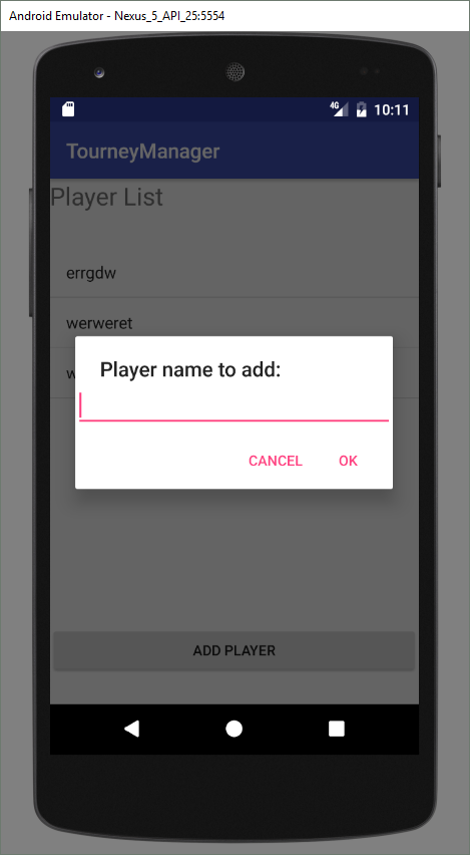 Android Emulator - Nexus_5_API_25:5554
4G 10:11
TourneyManager
Player List
errgdw
werweret
w
Player name to add:
CANCEL OK
ADD PLAYER